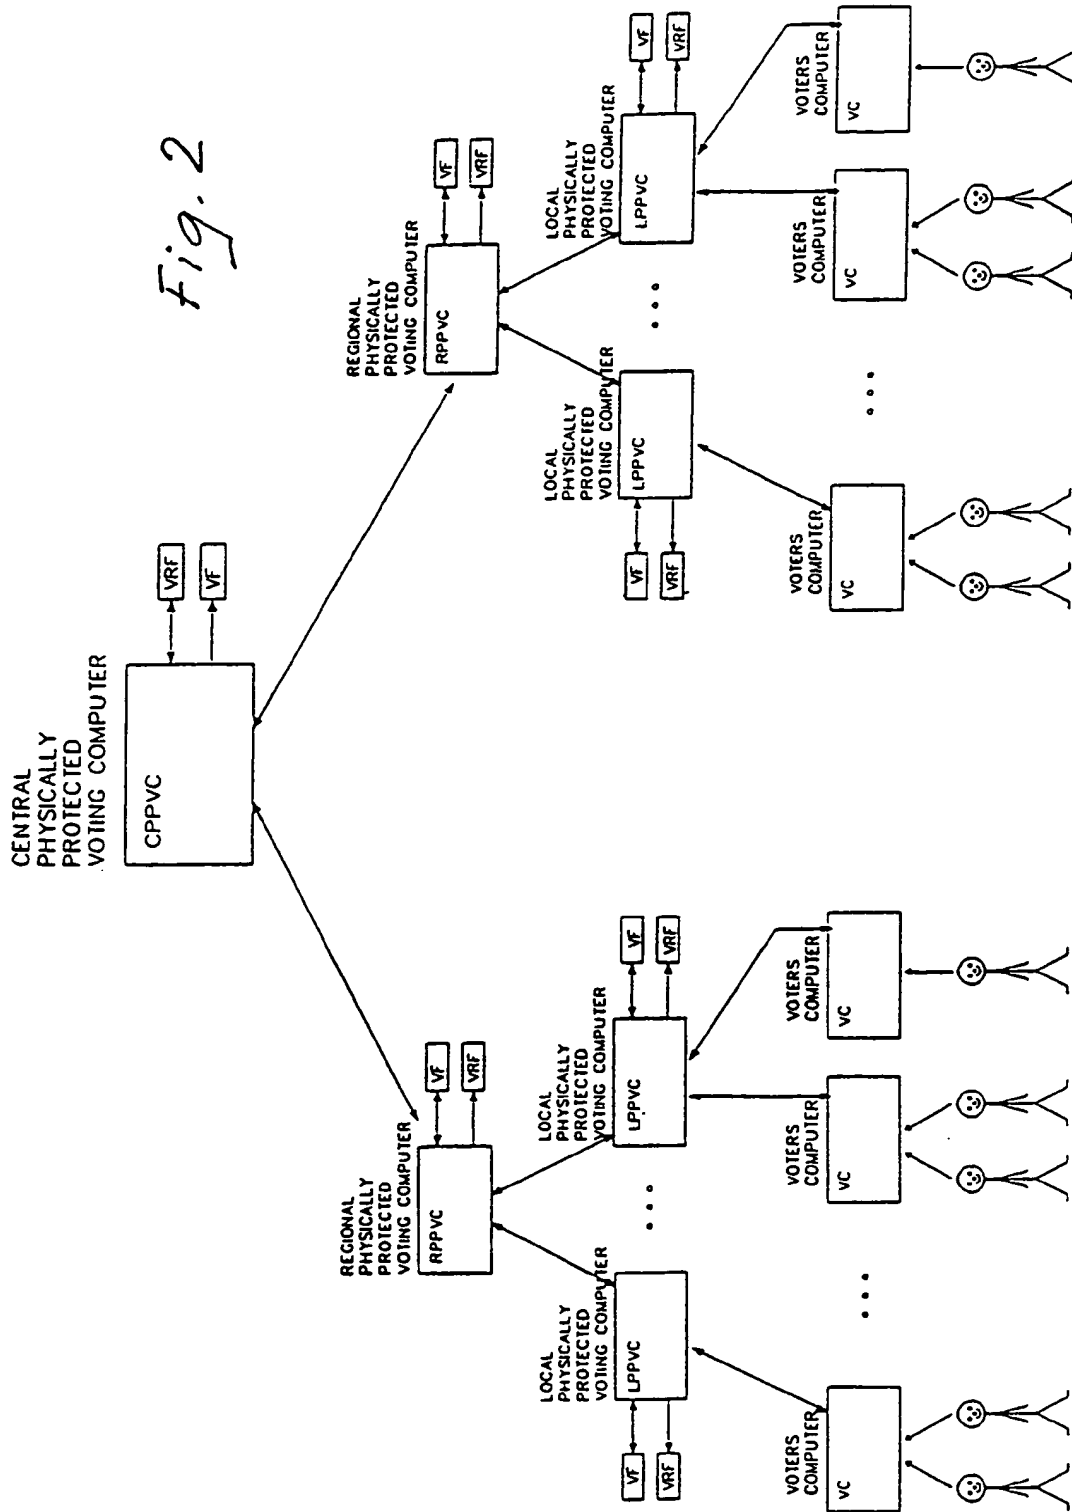 Fig. 2
CENTRAL
PHYSICALLY
PROTECTED
VOTING COMPUTER
CPPVC
VRF
VF
REGIONAL
PHYSICALLY
PROTECTED
VOTING COMPUTER
RPPVC
VF
VRF
REGIONAL
PHYSICALLY
PROTECTED
VOTING COMPUTER
RPPVC
VF
VRF
LOCAL
PHYSICALLY
PROTECTED
VOTING COMPUTER
LPPVC
VF
VRF
LOCAL
PHYSICALLY
PROTECTED
VOTING COMPUTER
LPPVC
VF
VRF
LOCAL
PHYSICALLY
PROTECTED
VOTING COMPUTER
LPPVC
VF
VRF
LOCAL
PHYSICALLY
PROTECTED
VOTING COMPUTER
LPPVC
VF
VRF
VOTERS
COMPUTER
VC
VOTERS
COMPUTER
VC
VOTERS
COMPUTER
VC
VOTERS
COMPUTER
VC
VOTERS
COMPUTER
VC
VOTERS
COMPUTER
VC